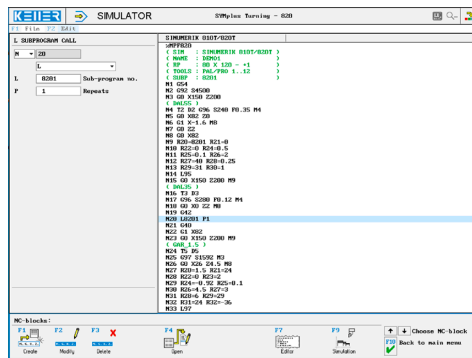 KELLER SIMULATOR SYMplus Turning - 820
F1 File F2 Edit
L SUBPROGRAM CALL
N 20
L
L 8201 Sub-program no.
P 1 Repeats
SINUMERIK 810T/820T
%MPF820
( SIM : SINUMERIK 810T/820T )
( NAME : DEMO1 )
( RP : 80 X 120 - +1 )
( TOOLS : PAL/PRO 1..12 )
( SUBP : 8201 )
N1 G54
N2 G92 S4500
N3 G0 X150 Z200
( DAL55 )
N4 T2 D2 G96 S240 F0.35 M4
N5 G0 X82 Z0
N6 G1 X-1.6 M8
N7 G0 Z2
N8 G0 X82
N9 R20=8201 R21=0
N10 R22=0 R24=0.5
N11 R25=0.1 R26=2
N12 R27=40 R28=0.25
N13 R29=31 R30=1
N14 L95
N15 G0 X150 Z200 M9
( DAL35 )
N16 T3 D3
N17 G96 S280 F0.12 M4
N18 G0 X0 Z2 M8
N19 G42
N20 L8201 P1
N21 G40
N22 G1 X82
N23 G0 X150 Z200 M9
( GAR_1.5 )
N24 T5 D5
N25 G97 S1592 M3
N26 G0 X26 Z4.5 M8
N27 R20=1.5 R21=24
N28 R22=0 R23=2
N29 R24=-0.92 R25=0.1
N30 R26=4.5 R27=3
N31 R28=6 R29=29
N32 R31=24 R32=-36
N33 L97
NC-blocks:
F1 F2 F3 F4 F7 F9 Choose NC-block
F10 Back to main menu
Create Modify Delete Open Editor Simulation